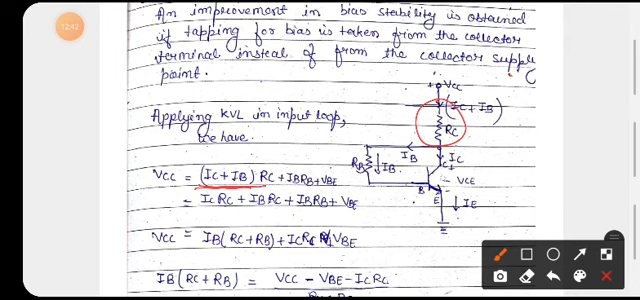 12:42
An improvement in bias stability is obtained
if tapping for bias is taken from the collector
terminal instead of from the collector supply
point.
+VCC
(IC + IB)
RC
Applying KVL in input loop,
we have.
IB
IC
RB
IB
C
VCE
B
E
IE
VCC = (IC + IB) RC + IBRB + VBE
= ICRC + IBRC + IBRB + VBE
VCC = IB(RC + RB) + ICRC + VBE
IB(RC + RB) = VCC - VBE - ICRC